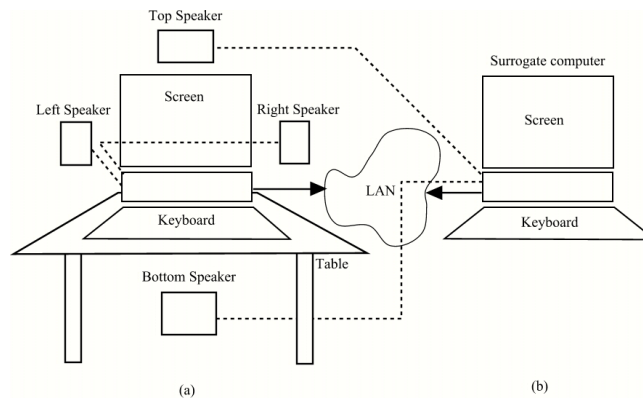 Top Speaker
Surrogate computer
Left Speaker
Screen
Right Speaker
Screen
LAN
Keyboard
Keyboard
Table
Bottom Speaker
(a)
(b)